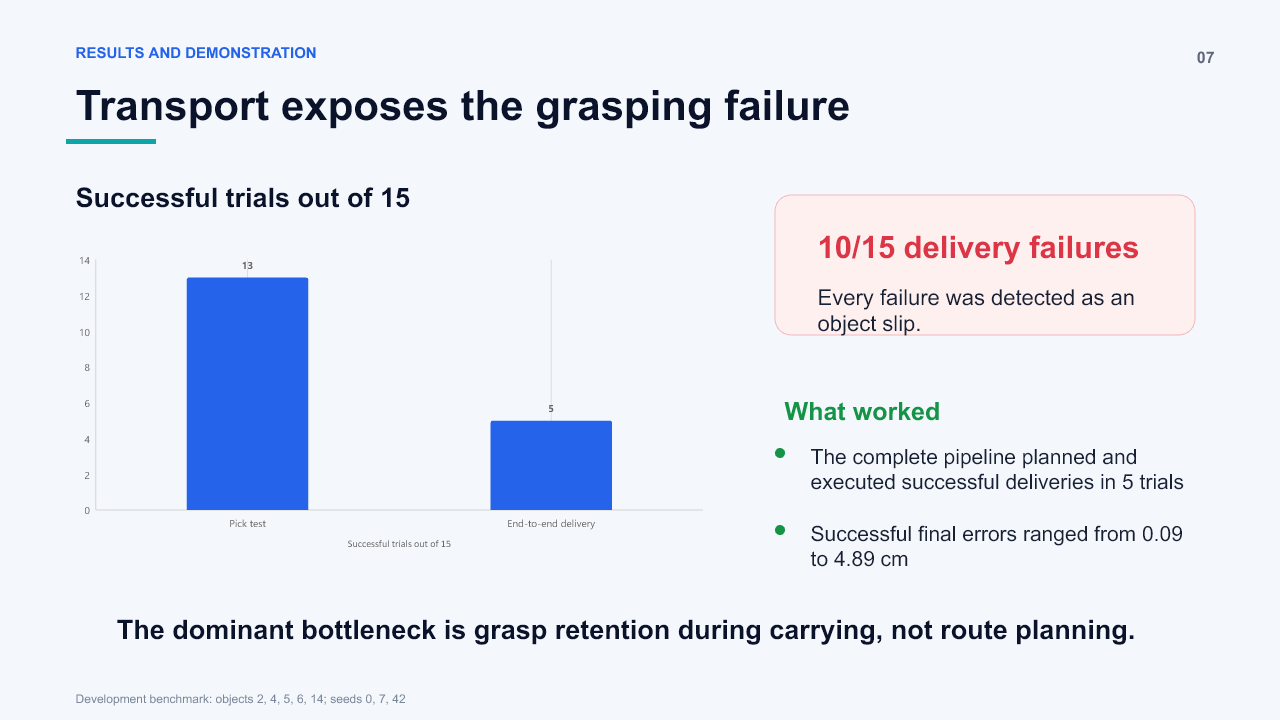 RESULTS AND DEMONSTRATION
07
Transport exposes the grasping failure
Successful trials out of 15
14
12
10
8
6
4
2
0
13
5
Pick test
End-to-end delivery
Successful trials out of 15
10/15 delivery failures
Every failure was detected as an
object slip.
What worked
The complete pipeline planned and
executed successful deliveries in 5 trials
Successful final errors ranged from 0.09
to 4.89 cm
The dominant bottleneck is grasp retention during carrying, not route planning.
Development benchmark: objects 2, 4, 5, 6, 14; seeds 0, 7, 42